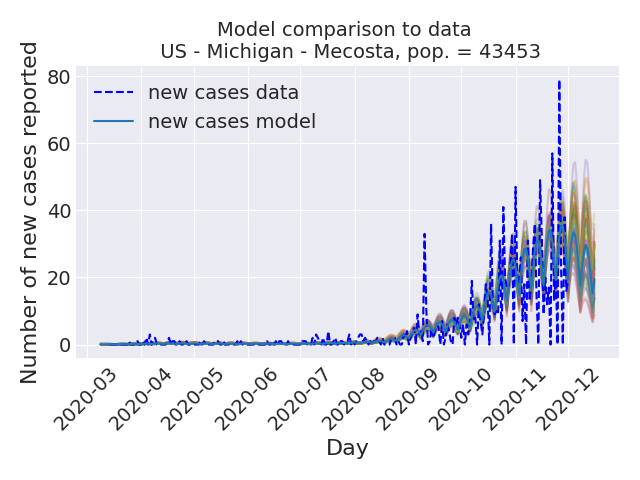 Model comparison to data
US - Michigan - Mecosta, pop. = 43453
Number of new cases reported
80
60
40
20
0
new cases data
new cases model
2020-03
2020-04
2020-05
2020-06
2020-07
2020-08
2020-09
2020-10
2020-11
2020-12
Day